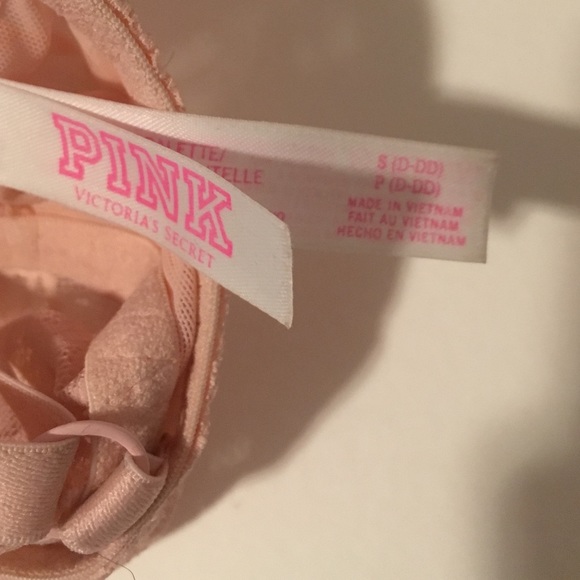 PINK
VICTORIA'S SECRET
S (D-DD)
P (D-DD)
MADE IN VIETNAM
FAIT AU VIETNAM
HECHO EN VIETNAM